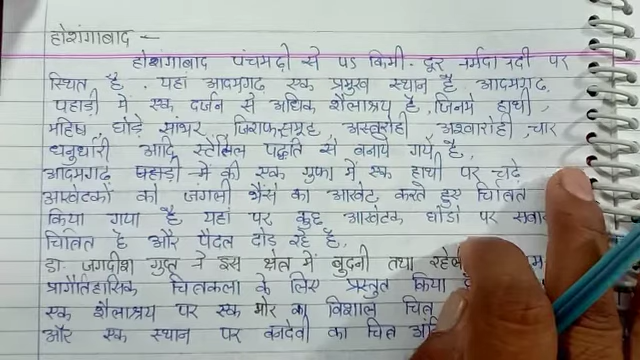 होशंगाबाद —
होशंगाबाद पंचमढ़ी से 45 किमी. दूर नर्मदा नदी पर
स्थित है . यहां आदमगढ एक प्रमुख स्थान है आदमगढ,
पहाड़ी में एक दर्जन से अधिक शैलाश्रय है, जिनमे हाथी,
महिष, घोड़े सांभर, जिराफ समूह, अस्त्रारोही अश्वारोही, चार
धनुर्धारी आदि स्टेंसिल पद्धति से बनाये गये है,
आदमगढ पहाड़ी में की एक गुफा में एक हाथी पर चढे
आखेटकों को जंगली भैंसे का आखेट करते हुए चित्रित
किया गया है यहां पर कुछ आखेटक घोडों पर सवार
चित्रित है और पैदल दौड़ रहे है,
डा. जगदीश गुप्त ने इस क्षेत्र में बुदनी तथा
प्रागैतिहासिक चित्रकला के लिए प्रस्तुत किया
एक शैलाश्रय पर एक मोर का विशाल चित्र
और एक स्थान पर वनदेवी का चित्र